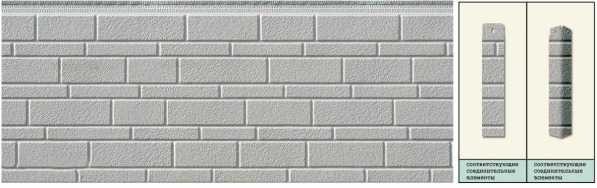 соответствующие
соединительные
элементы
соответствующие
соединительные
элементы